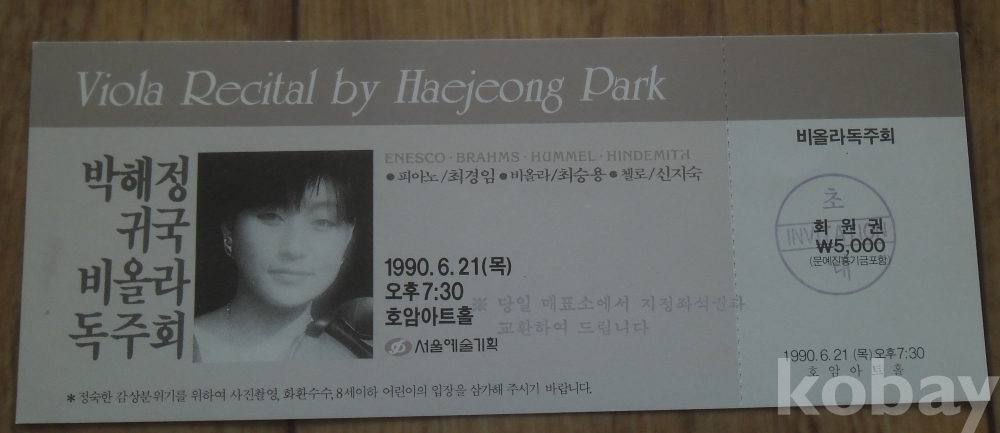 Viola Recital by Haejeong Park
박해정
귀국
비올라
독주회
ENESCO · BRAHMS · HUMMEL · HINDEMITH
● 피아노/최경임 ● 비올라/최승용 ● 첼로/신지숙
1990. 6. 21(목)
오후 7:30
호암아트홀
※ 당일 매표소에서 지정좌석권과
교환하여 드립니다
서울예술기획
* 정숙한 감상분위기를 위하여 사진촬영, 화환수수, 8세이하 어린이의 입장을 삼가해 주시기 바랍니다.
비올라독주회
초
회 원 권
INVITATION
₩5,000
(문예진흥기금포함)
대
1990. 6. 21 (목) 오후 7:30
호 암 아 트 홀
kobay